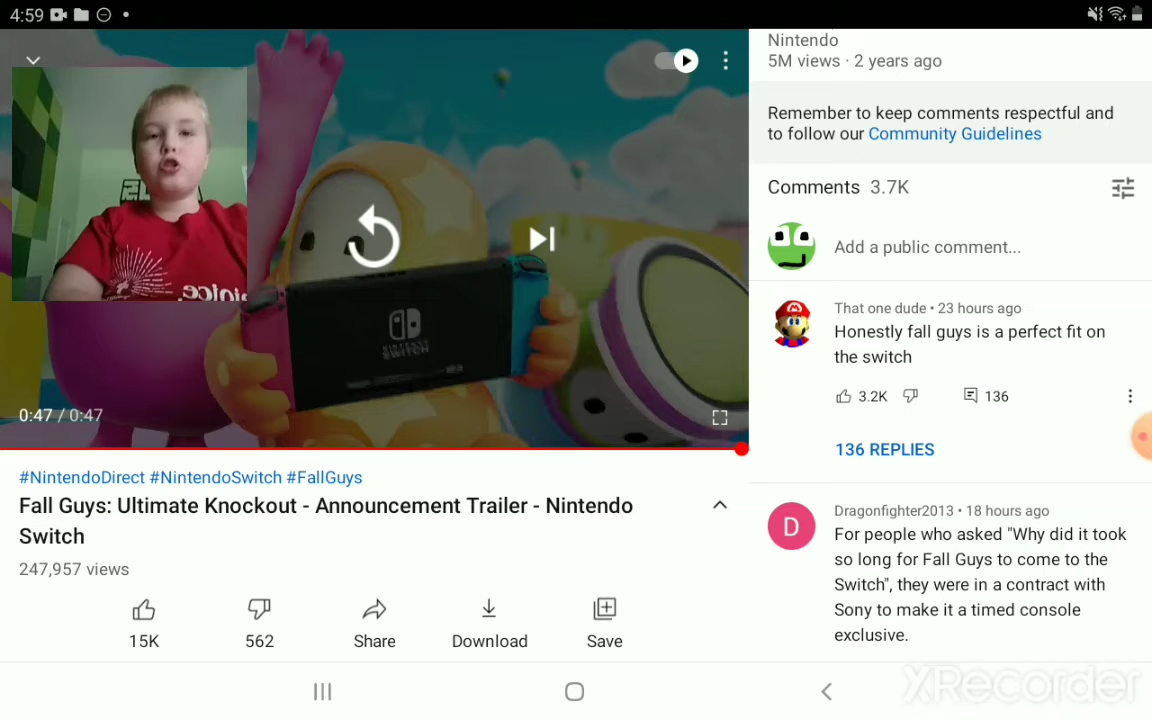 4:59
Nintendo
5M views · 2 years ago
Remember to keep comments respectful and
to follow our Community Guidelines
Comments 3.7K
Add a public comment...
That one dude • 23 hours ago
Honestly fall guys is a perfect fit on
the switch
3.2K 136
136 REPLIES
Dragonfighter2013 • 18 hours ago
For people who asked "Why did it took
so long for Fall Guys to come to the
Switch", they were in a contract with
Sony to make it a timed console
exclusive.
NINTENDO
SWITCH
0:47 / 0:47
#NintendoDirect #NintendoSwitch #FallGuys
Fall Guys: Ultimate Knockout - Announcement Trailer - Nintendo
Switch
247,957 views
15K 562 Share Download Save
XRecorder